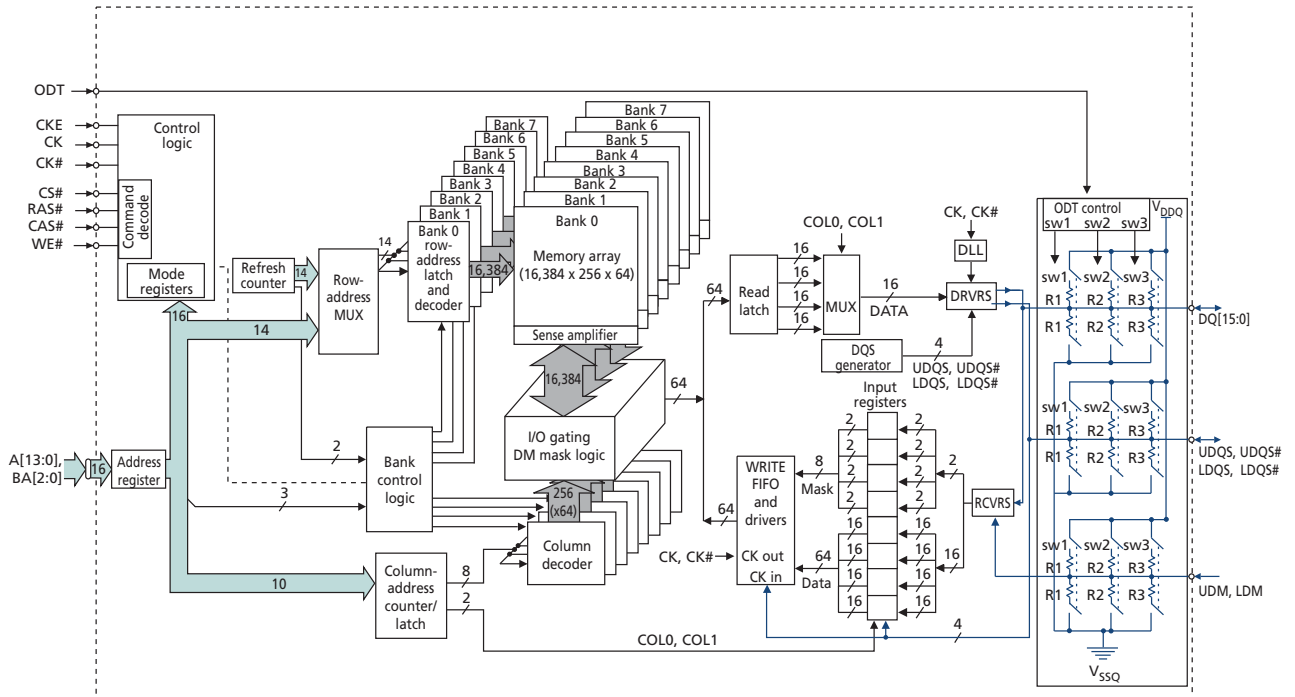 ODT
CKE
CK
CK#
CS#
RAS#
CAS#
WE#
Control
logic
Command
decode
Mode
registers
16
A[13:0],
BA[2:0]
16
Address
register
Refresh
counter
14
14
Row-
address
MUX
14
2
3
10
Bank
control
logic
Column-
address
counter/
latch
8
2
COL0, COL1
Bank 7
Bank 6
Bank 5
Bank 4
Bank 3
Bank 2
Bank 1
Bank 0
row-
address
latch
and
decoder
16,384
Bank 7
Bank 6
Bank 5
Bank 4
Bank 3
Bank 2
Bank 1
Bank 0
Memory array
(16,384 x 256 x 64)
Sense amplifier
16,384
I/O gating
DM mask logic
256
(x64)
Column
decoder
64
64
64
Read
latch
16
16
16
16
COL0, COL1
MUX
16
DATA
CK, CK#
DLL
DRVRS
DQS
generator
4
UDQS, UDQS#
LDQS, LDQS#
Input
registers
2
2
2
2
16
16
16
16
2
2
2
2
16
16
16
16
2
16
RCVRS
8
Mask
64
Data
WRITE
FIFO
and
drivers
CK out
CK in
CK, CK#
4
ODT control
VDDQ
sw1 sw2 sw3
sw1 sw2 sw3
R1 R2 R3
R1 R2 R3
sw1 sw2 sw3
R1 R2 R3
R1 R2 R3
sw1 sw2 sw3
R1 R2 R3
R1 R2 R3
VSSQ
DQ[15:0]
UDQS, UDQS#
LDQS, LDQS#
UDM, LDM